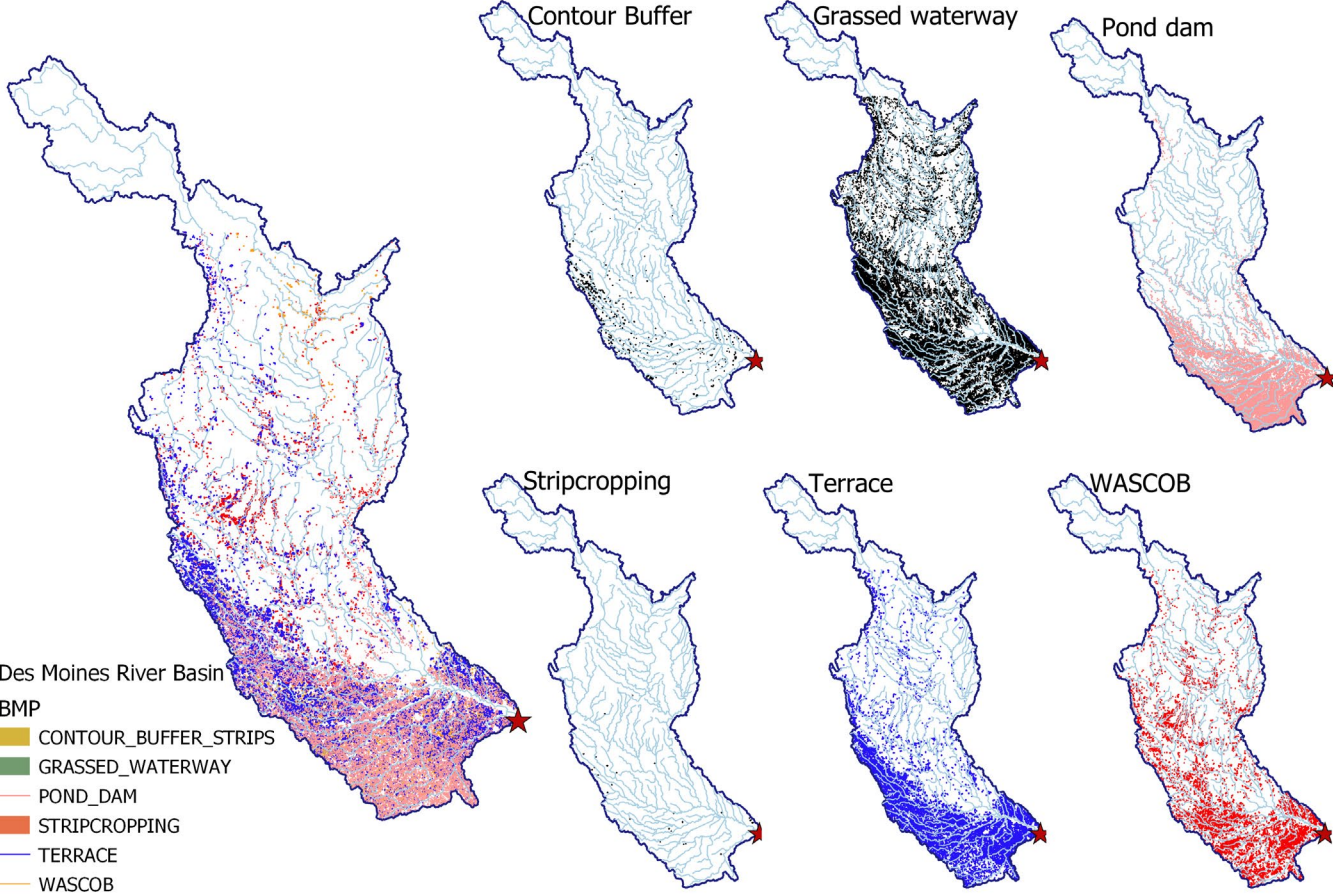 Contour Buffer
Grassed waterway
Pond dam
Stripcropping
Terrace
WASCOB
Des Moines River Basin
BMP
CONTOUR_BUFFER_STRIPS
GRASSED_WATERWAY
POND_DAM
STRIPCROPPING
TERRACE
WASCOB